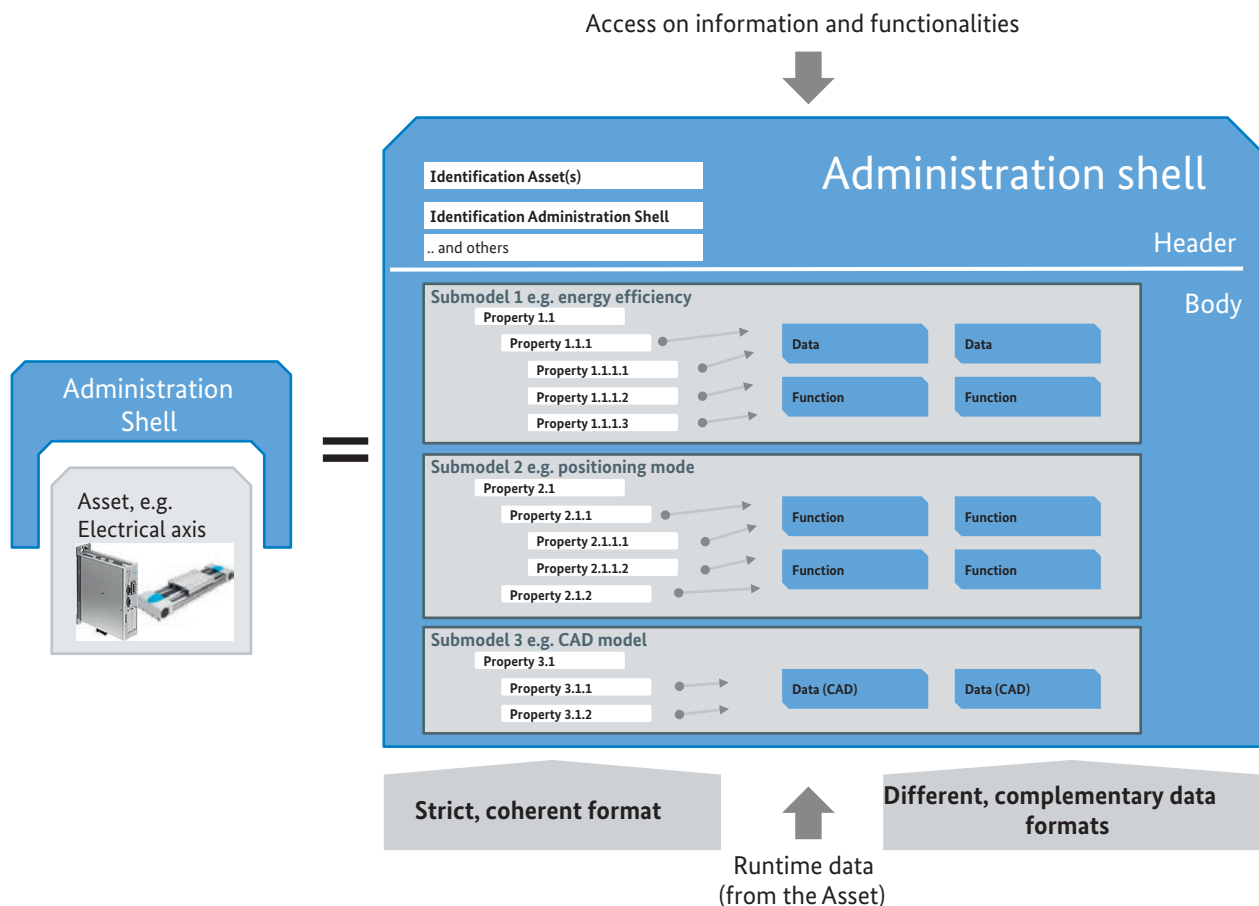 Access on information and functionalities
Administration shell
Identification Asset(s)
Identification Administration Shell
.. and others
Header
Body
Submodel 1 e.g. energy efficiency
Property 1.1
Property 1.1.1
Property 1.1.1.1
Property 1.1.1.2
Property 1.1.1.3
Data
Data
Function
Function
Administration
Shell
=
Asset, e.g.
Electrical axis
Submodel 2 e.g. positioning mode
Property 2.1
Property 2.1.1
Property 2.1.1.1
Property 2.1.1.2
Property 2.1.2
Function
Function
Function
Function
Submodel 3 e.g. CAD model
Property 3.1
Property 3.1.1
Property 3.1.2
Data (CAD)
Data (CAD)
Strict, coherent format
Different, complementary data
formats
Runtime data
(from the Asset)